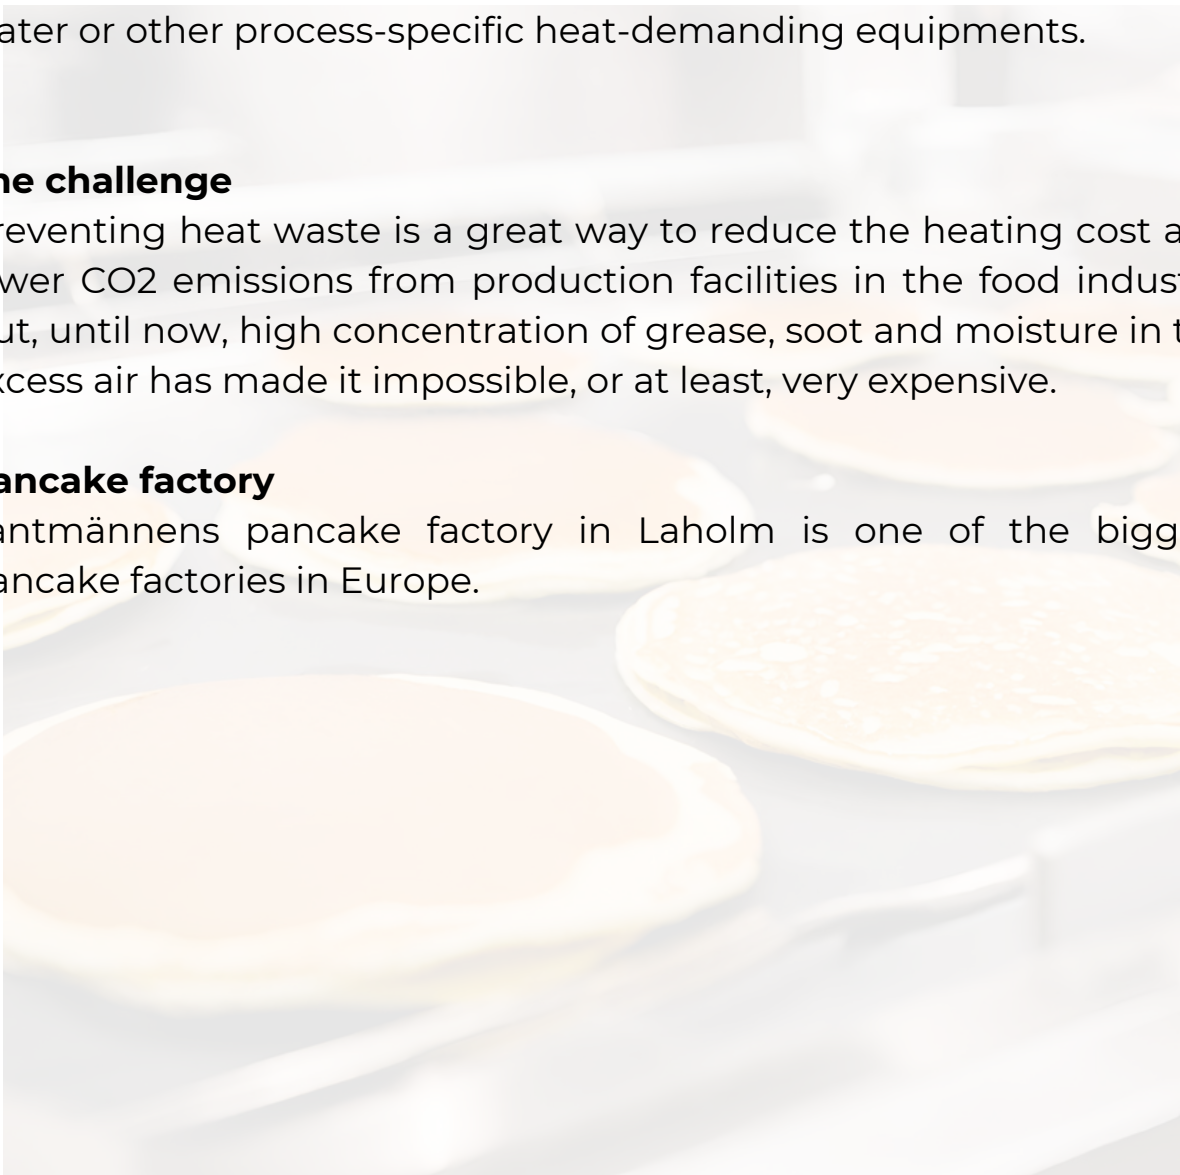 ater or other process-specific heat-demanding equipments.
he challenge
reventing heat waste is a great way to reduce the heating cost a
wer CO2 emissions from production facilities in the food indust
ut, until now, high concentration of grease, soot and moisture in t
xcess air has made it impossible, or at least, very expensive.
ancake factory
antmännens pancake factory in Laholm is one of the bigg
ancake factories in Europe.